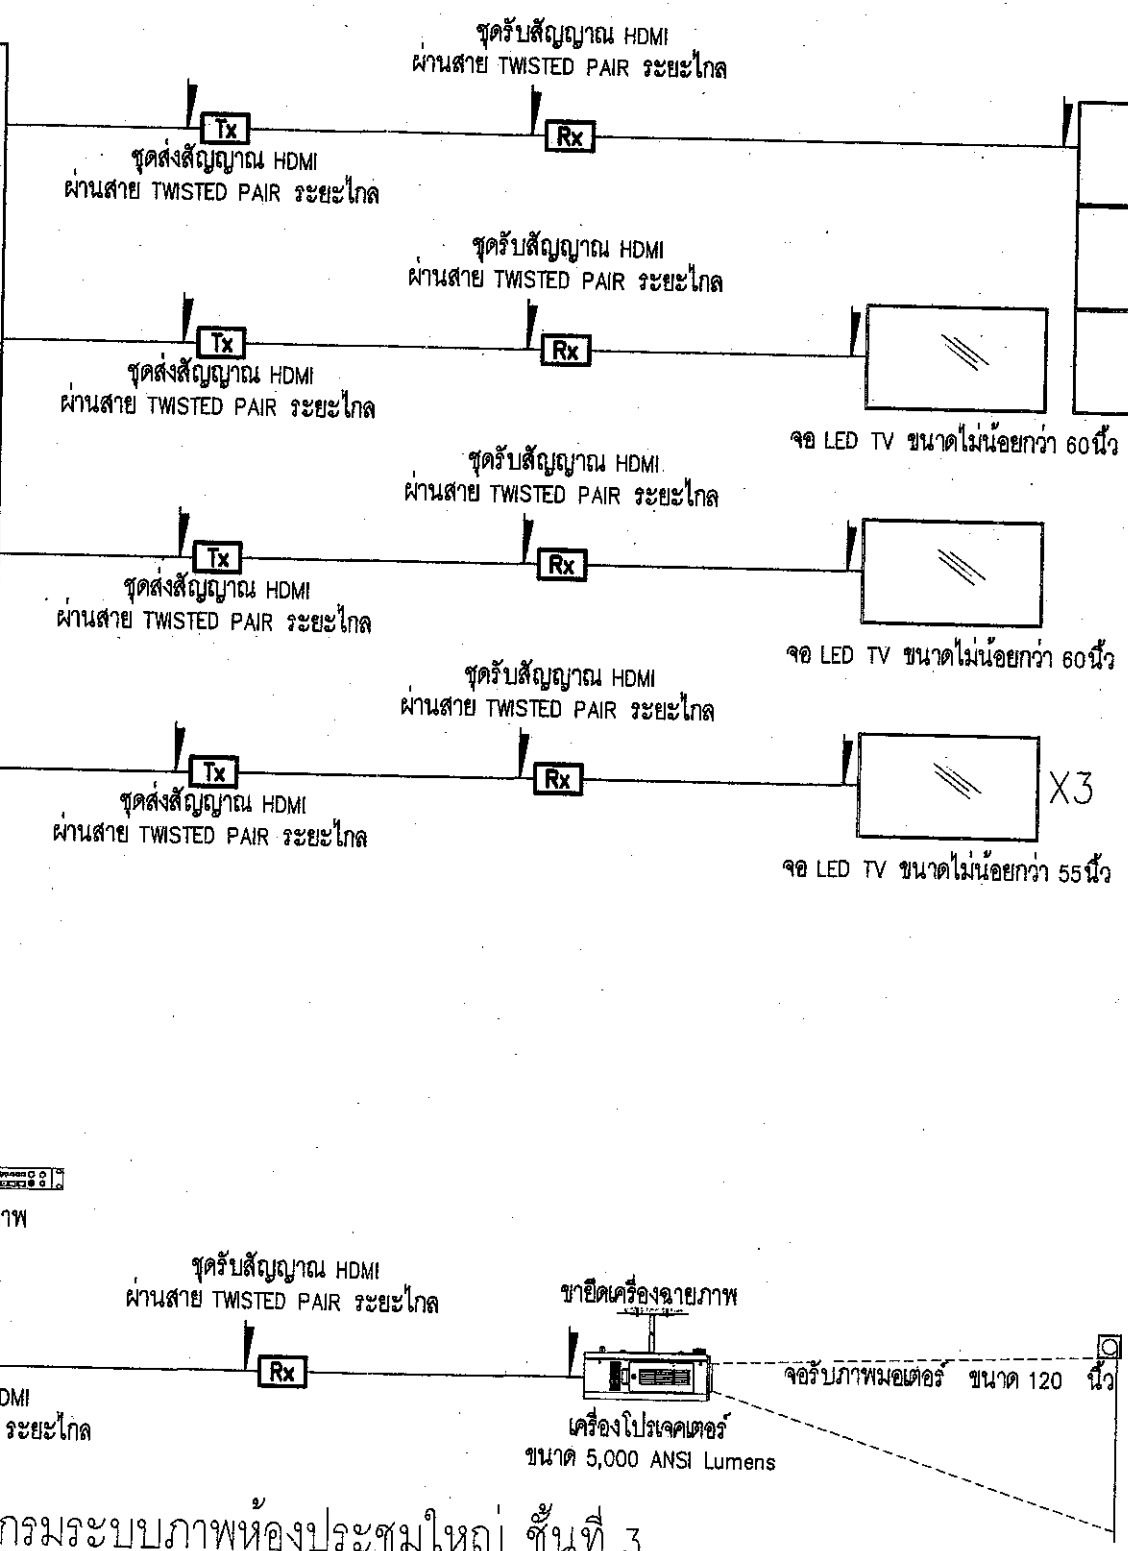 ชุดรับสัญญาณ HDMI
ผ่านสาย TWISTED PAIR ระยะไกล
Tx
Rx
ชุดส่งสัญญาณ HDMI
ผ่านสาย TWISTED PAIR ระยะไกล
ชุดรับสัญญาณ HDMI
ผ่านสาย TWISTED PAIR ระยะไกล
Tx
Rx
ชุดส่งสัญญาณ HDMI
ผ่านสาย TWISTED PAIR ระยะไกล
จอ LED TV ขนาดไม่น้อยกว่า 60นิ้ว
ชุดรับสัญญาณ HDMI
ผ่านสาย TWISTED PAIR ระยะไกล
Tx
Rx
ชุดส่งสัญญาณ HDMI
ผ่านสาย TWISTED PAIR ระยะไกล
จอ LED TV ขนาดไม่น้อยกว่า 60นิ้ว
ชุดรับสัญญาณ HDMI
ผ่านสาย TWISTED PAIR ระยะไกล
Tx
Rx
X3
ชุดส่งสัญญาณ HDMI
ผ่านสาย TWISTED PAIR ระยะไกล
จอ LED TV ขนาดไม่น้อยกว่า 55นิ้ว
าพ
ชุดรับสัญญาณ HDMI
ผ่านสาย TWISTED PAIR ระยะไกล
ขายึดเครื่องฉายภาพ
Rx
จอรับภาพมอเตอร์ ขนาด 120 นิ้ว
DMI
ระยะไกล
เครื่องโปรเจคเตอร์
ขนาด 5,000 ANSI Lumens
กรมระบบภาพห้องประชุมใหญ่ ชั้นที่ 3